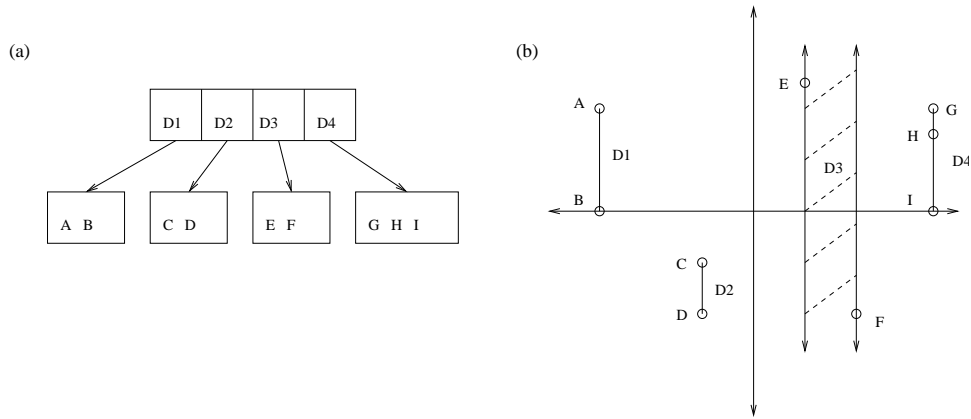 (a)
D1 D2 D3 D4
A B
C D
E F
G H I
(b)
E
A
G
H
D1
D3
D4
B
I
C
D2
D
F